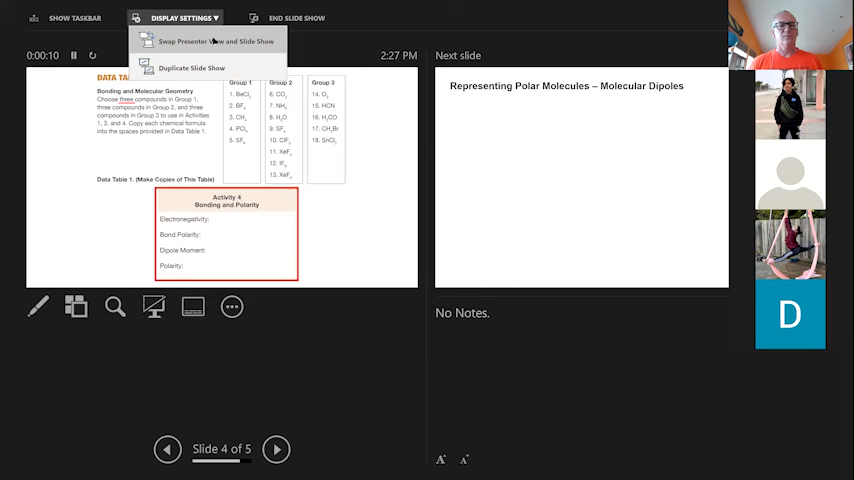 SHOW TASKBAR
DISPLAY SETTINGS ▼
END SLIDE SHOW
Swap Presenter View and Slide Show
Duplicate Slide Show
0:00:10
2:27 PM
Next slide
DATA TA
Bonding and Molecular Geometry
Choose three compounds in Group 1,
three compounds in Group 2, and three
compounds in Group 3 to use in Activities
1, 3, and 4. Copy each chemical formula
into the spaces provided in Data Table 1.
Data Table 1. (Make Copies of This Table)
Group 1
1. BeCl₂
2. BF₃
3. CH₄
4. PCl₅
5. SF₆
Group 2
6. CO₂
7. NH₃
8. H₂O
9. SF₄
10. ClF₃
11. XeF₂
12. IF₅
13. XeF₄
Group 3
14. O₃
15. HCN
16. H₂CO
17. CH₃Br
18. SnCl₂
Activity 4
Bonding and Polarity
Electronegativity:
Bond Polarity:
Dipole Moment:
Polarity:
Representing Polar Molecules – Molecular Dipoles
No Notes.
Slide 4 of 5
A A
D